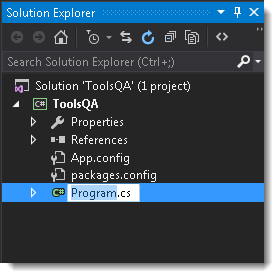 Solution Explorer
Search Solution Explorer (Ctrl+;)
Solution 'ToolsQA' (1 project)
C# ToolsQA
Properties
References
App.config
packages.config
C# Program.cs